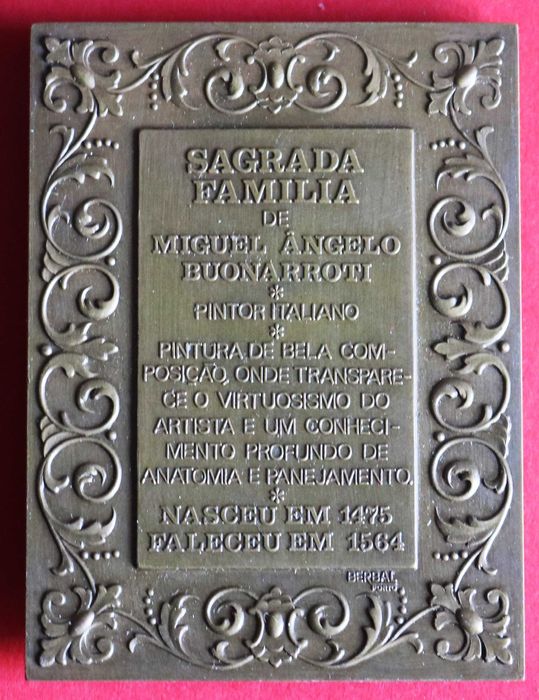 SAGRADA
FAMILIA
DE
MIGUEL ÂNGELO
BUONARROTI
*
PINTOR ITALIANO
*
PINTURA, DE BELA COM-
POSIÇÃO, ONDE TRANSPARE-
CE O VIRTUOSISMO DO
ARTISTA E UM CONHECI-
MENTO PROFUNDO DE
ANATOMIA E PANEJAMENTO.
*
NASCEU EM 1475
FALECEU EM 1564
BERBAL
PORTO